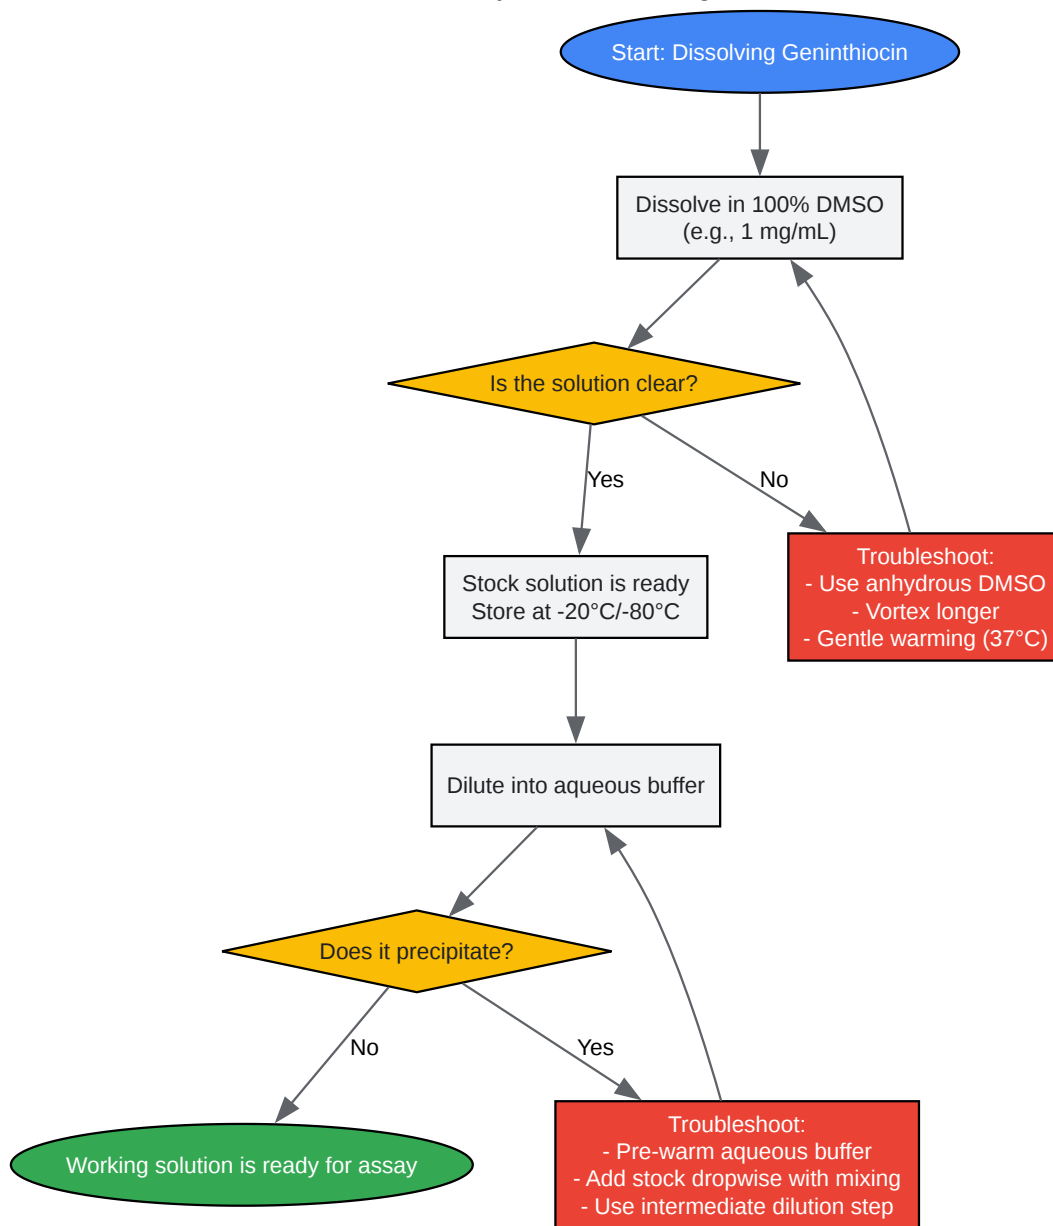 Start: Dissolving Geninthiocin
Dissolve in 100% DMSO
(e.g., 1 mg/mL)
Is the solution clear?
Yes
No
Stock solution is ready
Store at -20°C/-80°C
Troubleshoot:
- Use anhydrous DMSO
- Vortex longer
- Gentle warming (37°C)
Dilute into aqueous buffer
Does it precipitate?
No
Yes
Working solution is ready for assay
Troubleshoot:
- Pre-warm aqueous buffer
- Add stock dropwise with mixing
- Use intermediate dilution step